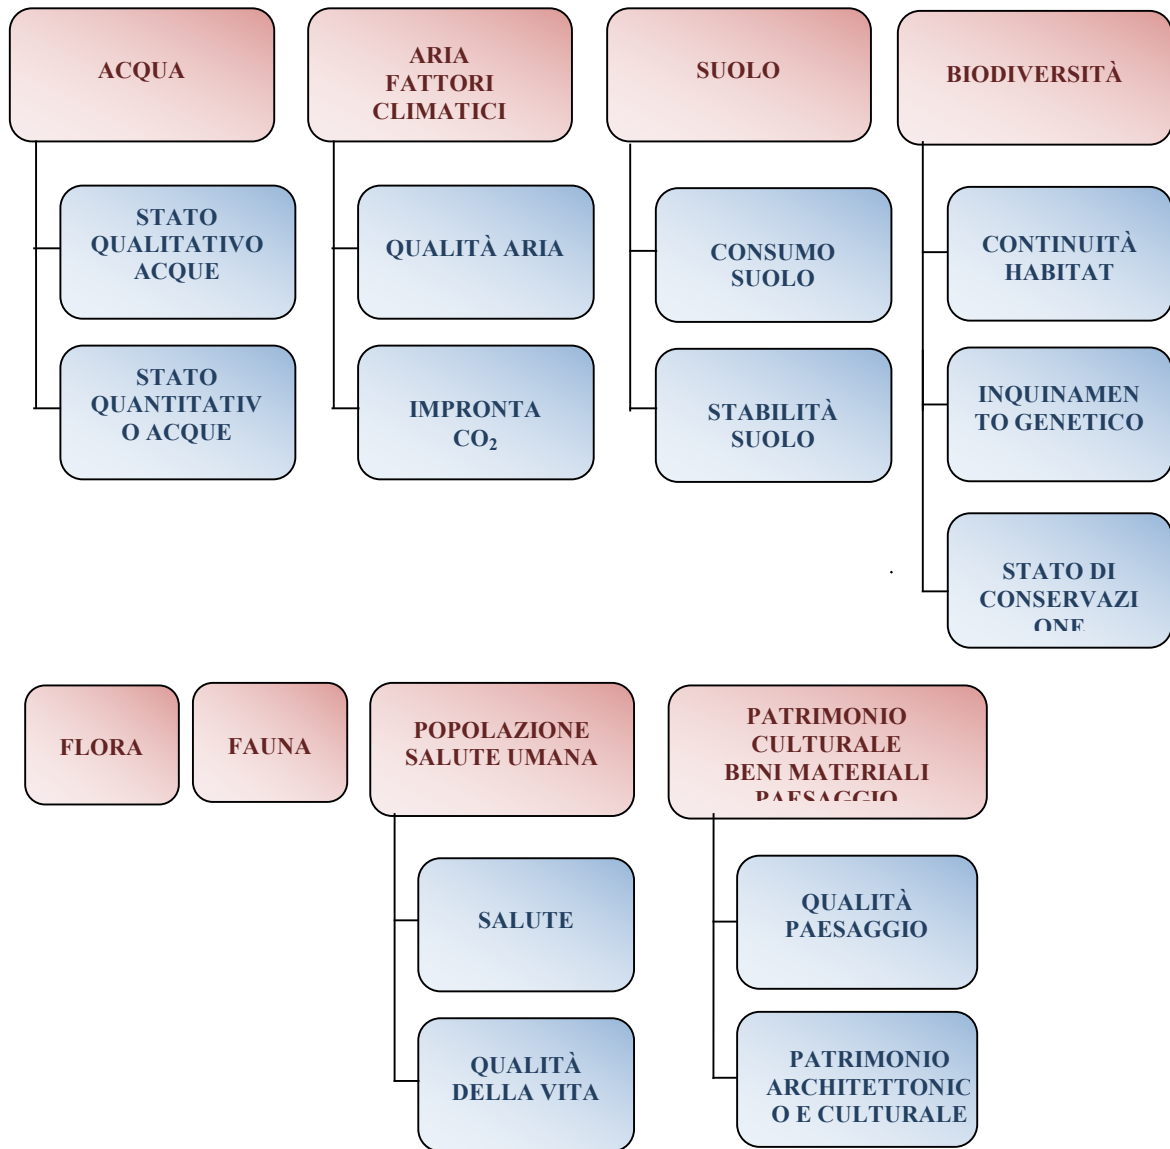 ACQUA
STATO
QUALITATIVO
ACQUE
STATO
QUANTITATIV
O ACQUE
ARIA
FATTORI
CLIMATICI
QUALITÀ ARIA
IMPRONTA
CO₂
SUOLO
CONSUMO
SUOLO
STABILITÀ
SUOLO
BIODIVERSITÀ
CONTINUITÀ
HABITAT
INQUINAMEN
TO GENETICO
STATO DI
CONSERVAZI
ONE
.
FLORA
FAUNA
POPOLAZIONE
SALUTE UMANA
SALUTE
QUALITÀ
DELLA VITA
PATRIMONIO
CULTURALE
BENI MATERIALI
PAESAGGIO
QUALITÀ
PAESAGGIO
PATRIMONIO
ARCHITETTONIC
O E CULTURALE